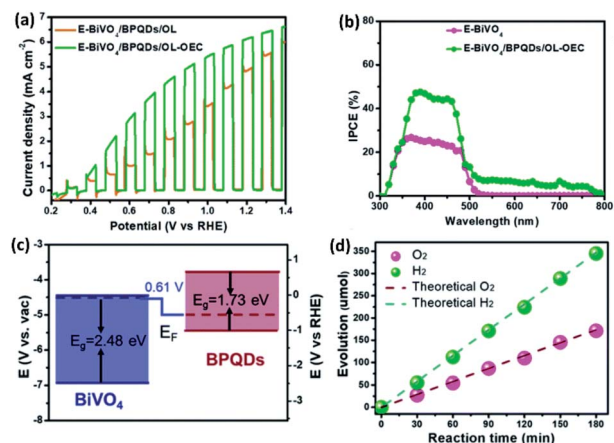 (a)
E-BiVO4/BPQDs/OL
E-BiVO4/BPQDs/OL-OEC
Current density (mA cm-2)
7
6
5
4
3
2
1
0
0.2 0.4 0.6 0.8 1.0 1.2 1.4
Potential (V vs RHE)
(b)
E-BiVO4
E-BiVO4/BPQDs/OL-OEC
IPCE (%)
80
60
40
20
0
300 400 500 600 700 800
Wavelength (nm)
(c)
E (V vs. vac)
-3
-4
-5
-6
-7
-8
0.61 V
Eg=2.48 eV
BiVO4
EF
Eg=1.73 eV
BPQDs
1
0
-1
-2
-3
E (V vs. RHE)
(d)
O2
H2
Theoretical O2
Theoretical H2
Evolution (umol)
350
300
250
200
150
100
50
0
0 30 60 90 120 150 180
Reaction time (min)